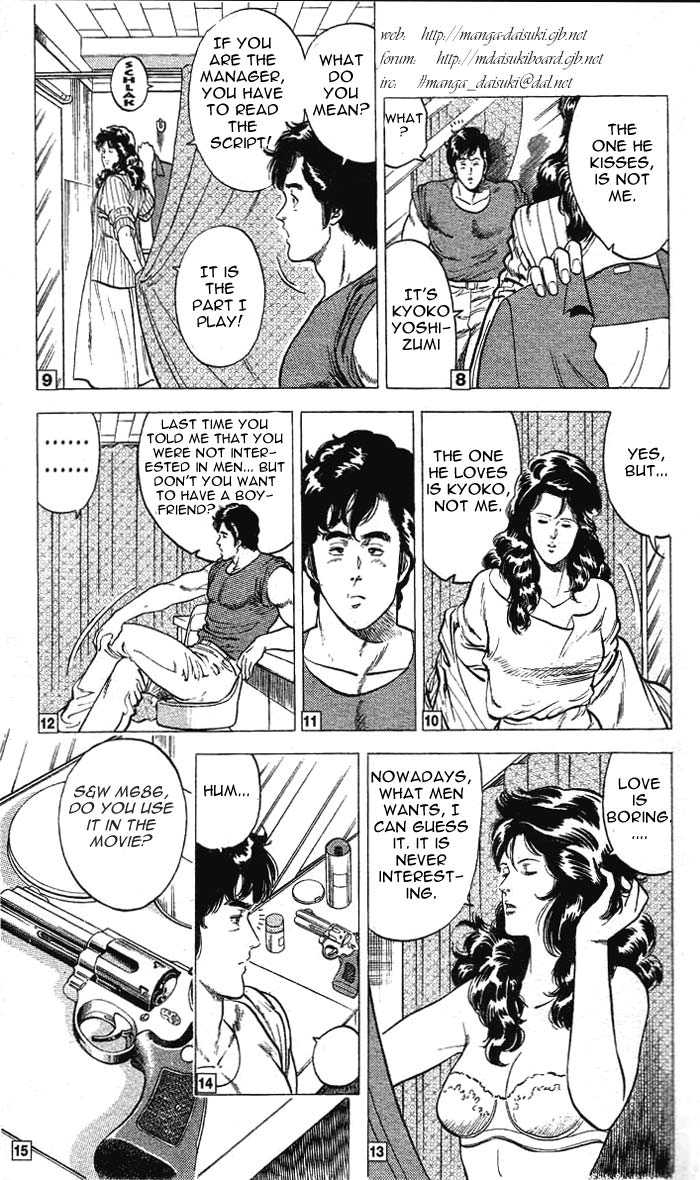 web:    http://manga-daisuki.cjb.net
forum:    http://mdaisukiboard.cjb.net
irc:    #manga_daisuki@dal.net
THE
ONE HE
KISSES,
IS NOT
ME.
WHAT
?
IT'S
KYOKO
YOSHI-
ZUMI
8
WHAT
DO
YOU
MEAN?
IF YOU
ARE THE
MANAGER,
YOU HAVE
TO READ
THE
SCRIPT!
SCHLAK
IT IS
THE
PART I
PLAY!
9
YES,
BUT...
THE ONE
HE LOVES
IS KYOKO,
NOT ME.
10
11
LAST TIME YOU
TOLD ME THAT YOU
WERE NOT INTER-
ESTED IN MEN... BUT
DON'T YOU WANT
TO HAVE A BOY-
FRIEND?
......
......
12
LOVE
IS
BORING.
....
NOWADAYS,
WHAT MEN
WANTS, I
CAN GUESS
IT. IT IS
NEVER
INTEREST-
ING.
13
HUM...
14
S&W M686,
DO YOU USE
IT IN THE
MOVIE?
15